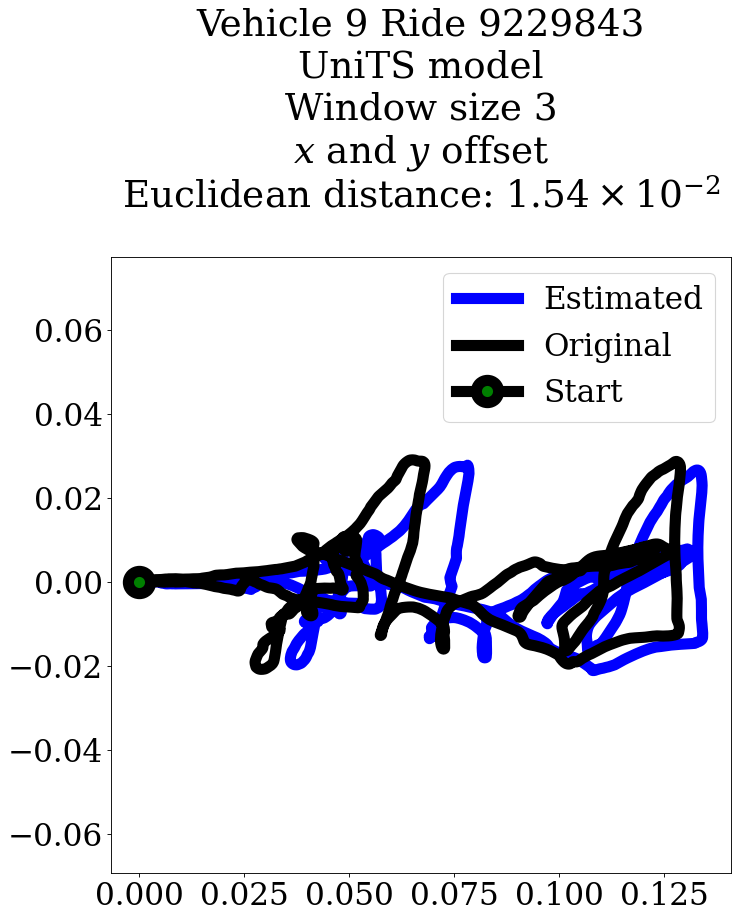 Vehicle 9 Ride 9229843
UniTS model
Window size 3
x and y offset
Euclidean distance: 1.54 × 10⁻²
Estimated
Original
Start
0.06
0.04
0.02
0.00
−0.02
−0.04
−0.06
0.000 0.025 0.050 0.075 0.100 0.125